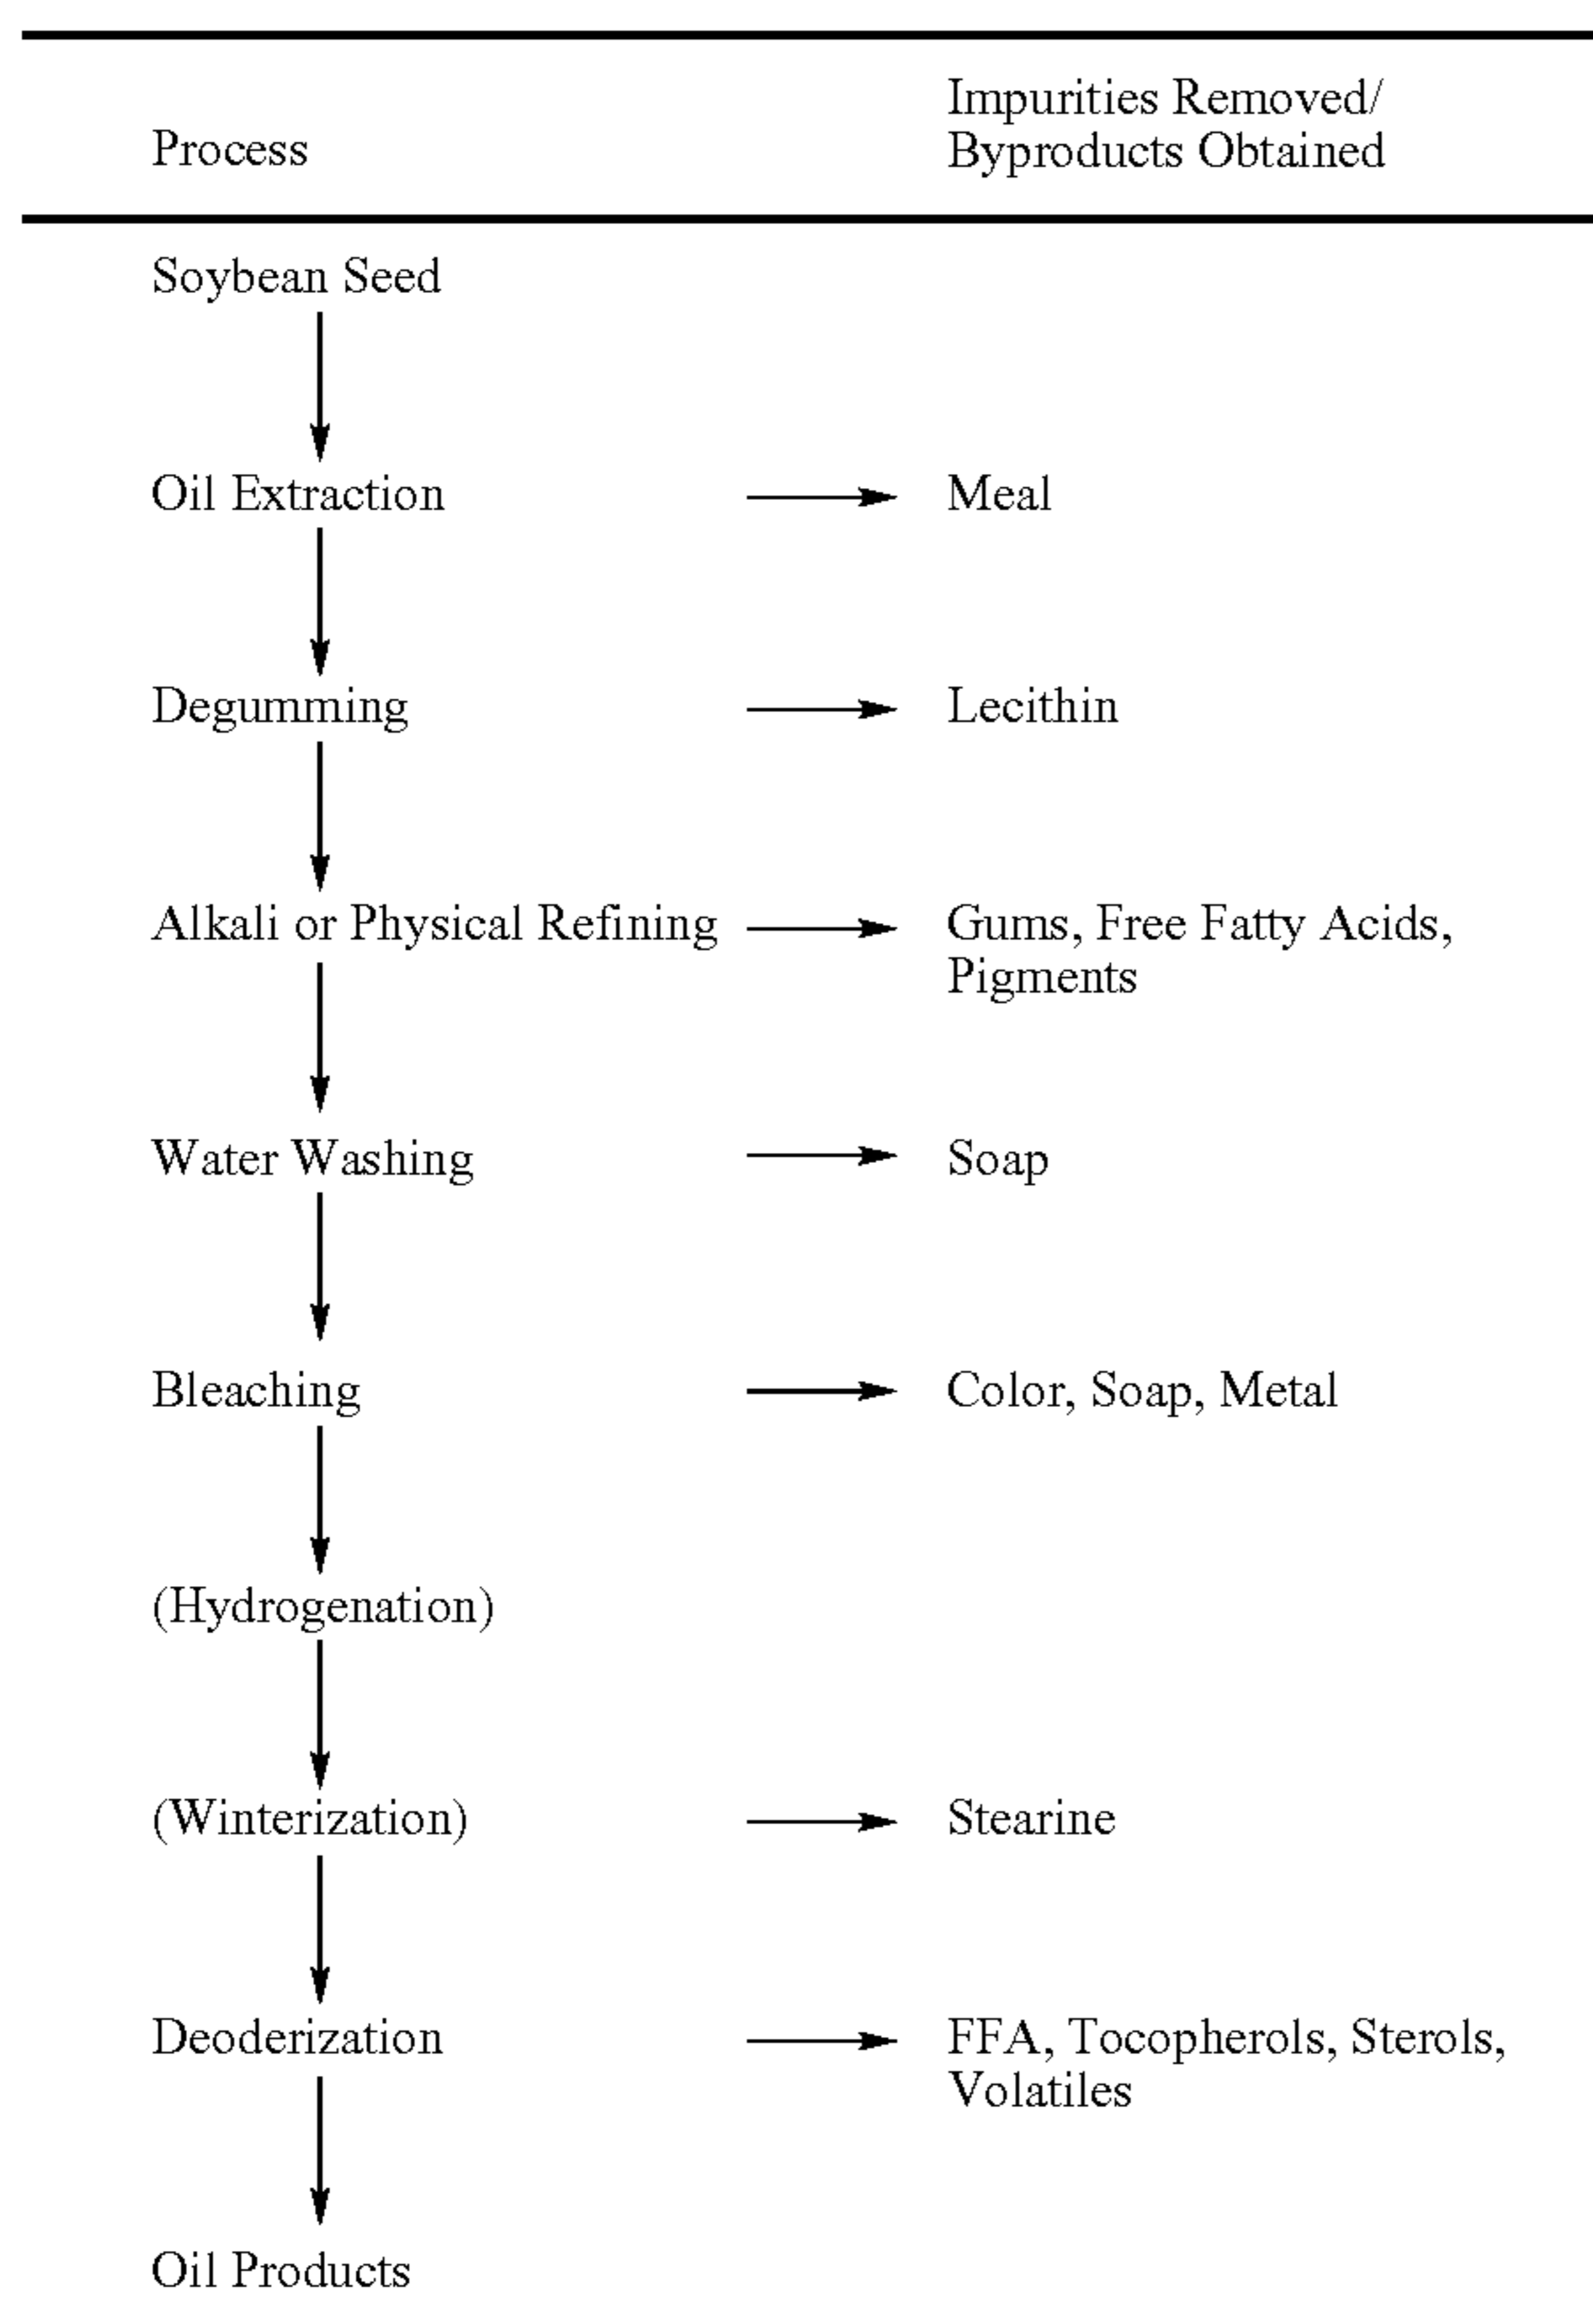 Process
Impurities Removed/
Byproducts Obtained
Soybean Seed
Oil Extraction
Meal
Degumming
Lecithin
Alkali or Physical Refining
Gums, Free Fatty Acids,
Pigments
Water Washing
Soap
Bleaching
Color, Soap, Metal
(Hydrogenation)
(Winterization)
Stearine
Deoderization
FFA, Tocopherols, Sterols,
Volatiles
Oil Products